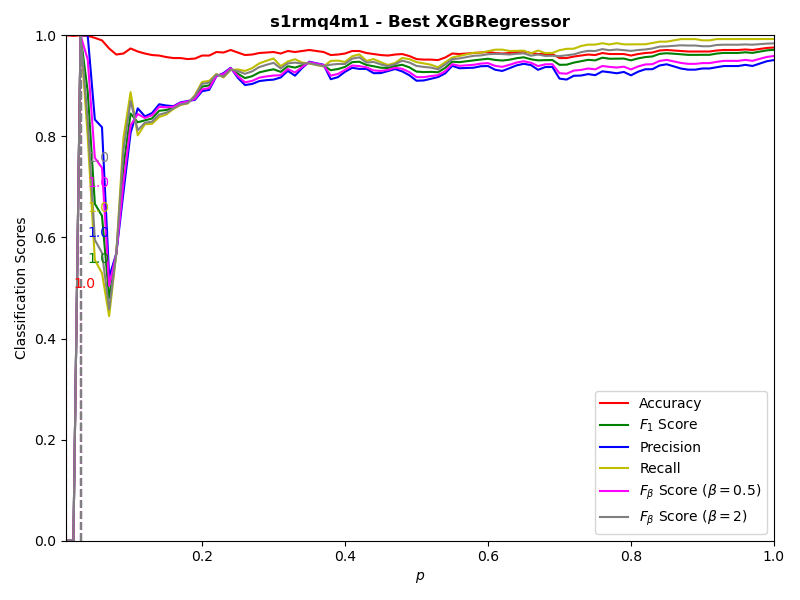 s1rmq4m1 - Best XGBRegressor
1.0
0.8
0.6
0.4
0.2
0.0
Classification Scores
1.0
1.0
1.0
1.0
1.0
1.0
Accuracy
F₁ Score
Precision
Recall
Fᵦ Score (β = 0.5)
Fᵦ Score (β = 2)
0.2
0.4
0.6
0.8
1.0
p